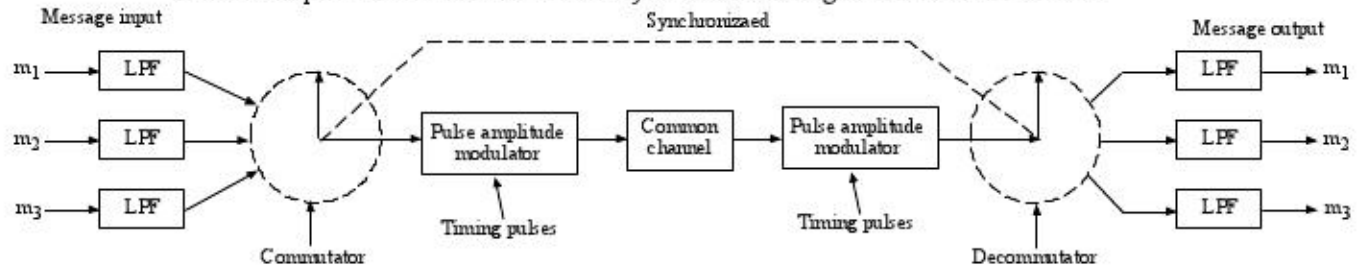 Message input
Synchronizaed
Message output
m1
LPF
LPF
m1
m2
LPF
Pulse amplitude
modulator
Common
channel
Pulse amplitude
modulator
LPF
m2
m3
LPF
LPF
m3
Timing pulses
Timing pulses
Commutator
Decommutator